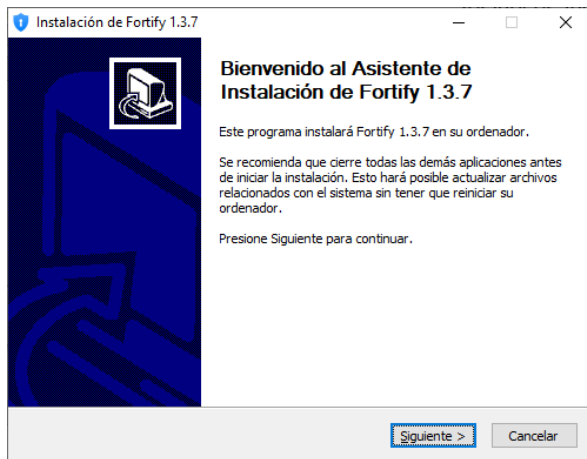 Instalación de Fortify 1.3.7
Bienvenido al Asistente de
Instalación de Fortify 1.3.7
Este programa instalará Fortify 1.3.7 en su ordenador.
Se recomienda que cierre todas las demás aplicaciones antes
de iniciar la instalación. Esto hará posible actualizar archivos
relacionados con el sistema sin tener que reiniciar su
ordenador.
Presione Siguiente para continuar.
Siguiente >
Cancelar